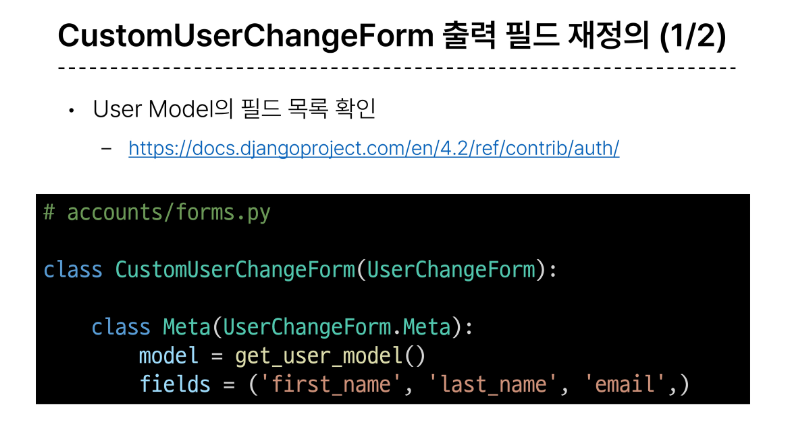 CustomUserChangeForm 출력 필드 재정의 (1/2)
• User Model의 필드 목록 확인
– https://docs.djangoproject.com/en/4.2/ref/contrib/auth/
# accounts/forms.py
class CustomUserChangeForm(UserChangeForm):
    class Meta(UserChangeForm.Meta):
        model = get_user_model()
        fields = ('first_name', 'last_name', 'email',)